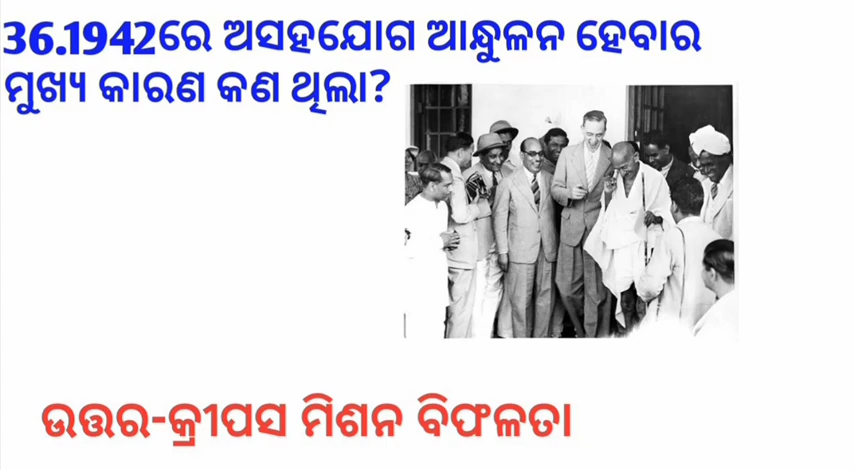 36.1942ରେ ଅସହଯୋଗ ଆନ୍ଧୁଳନ ହେବାର
ମୁଖ୍ୟ କାରଣ କଣ ଥିଲା?
ଉତ୍ତର-କ୍ରୀପସ ମିଶନ ବିଫଳତା